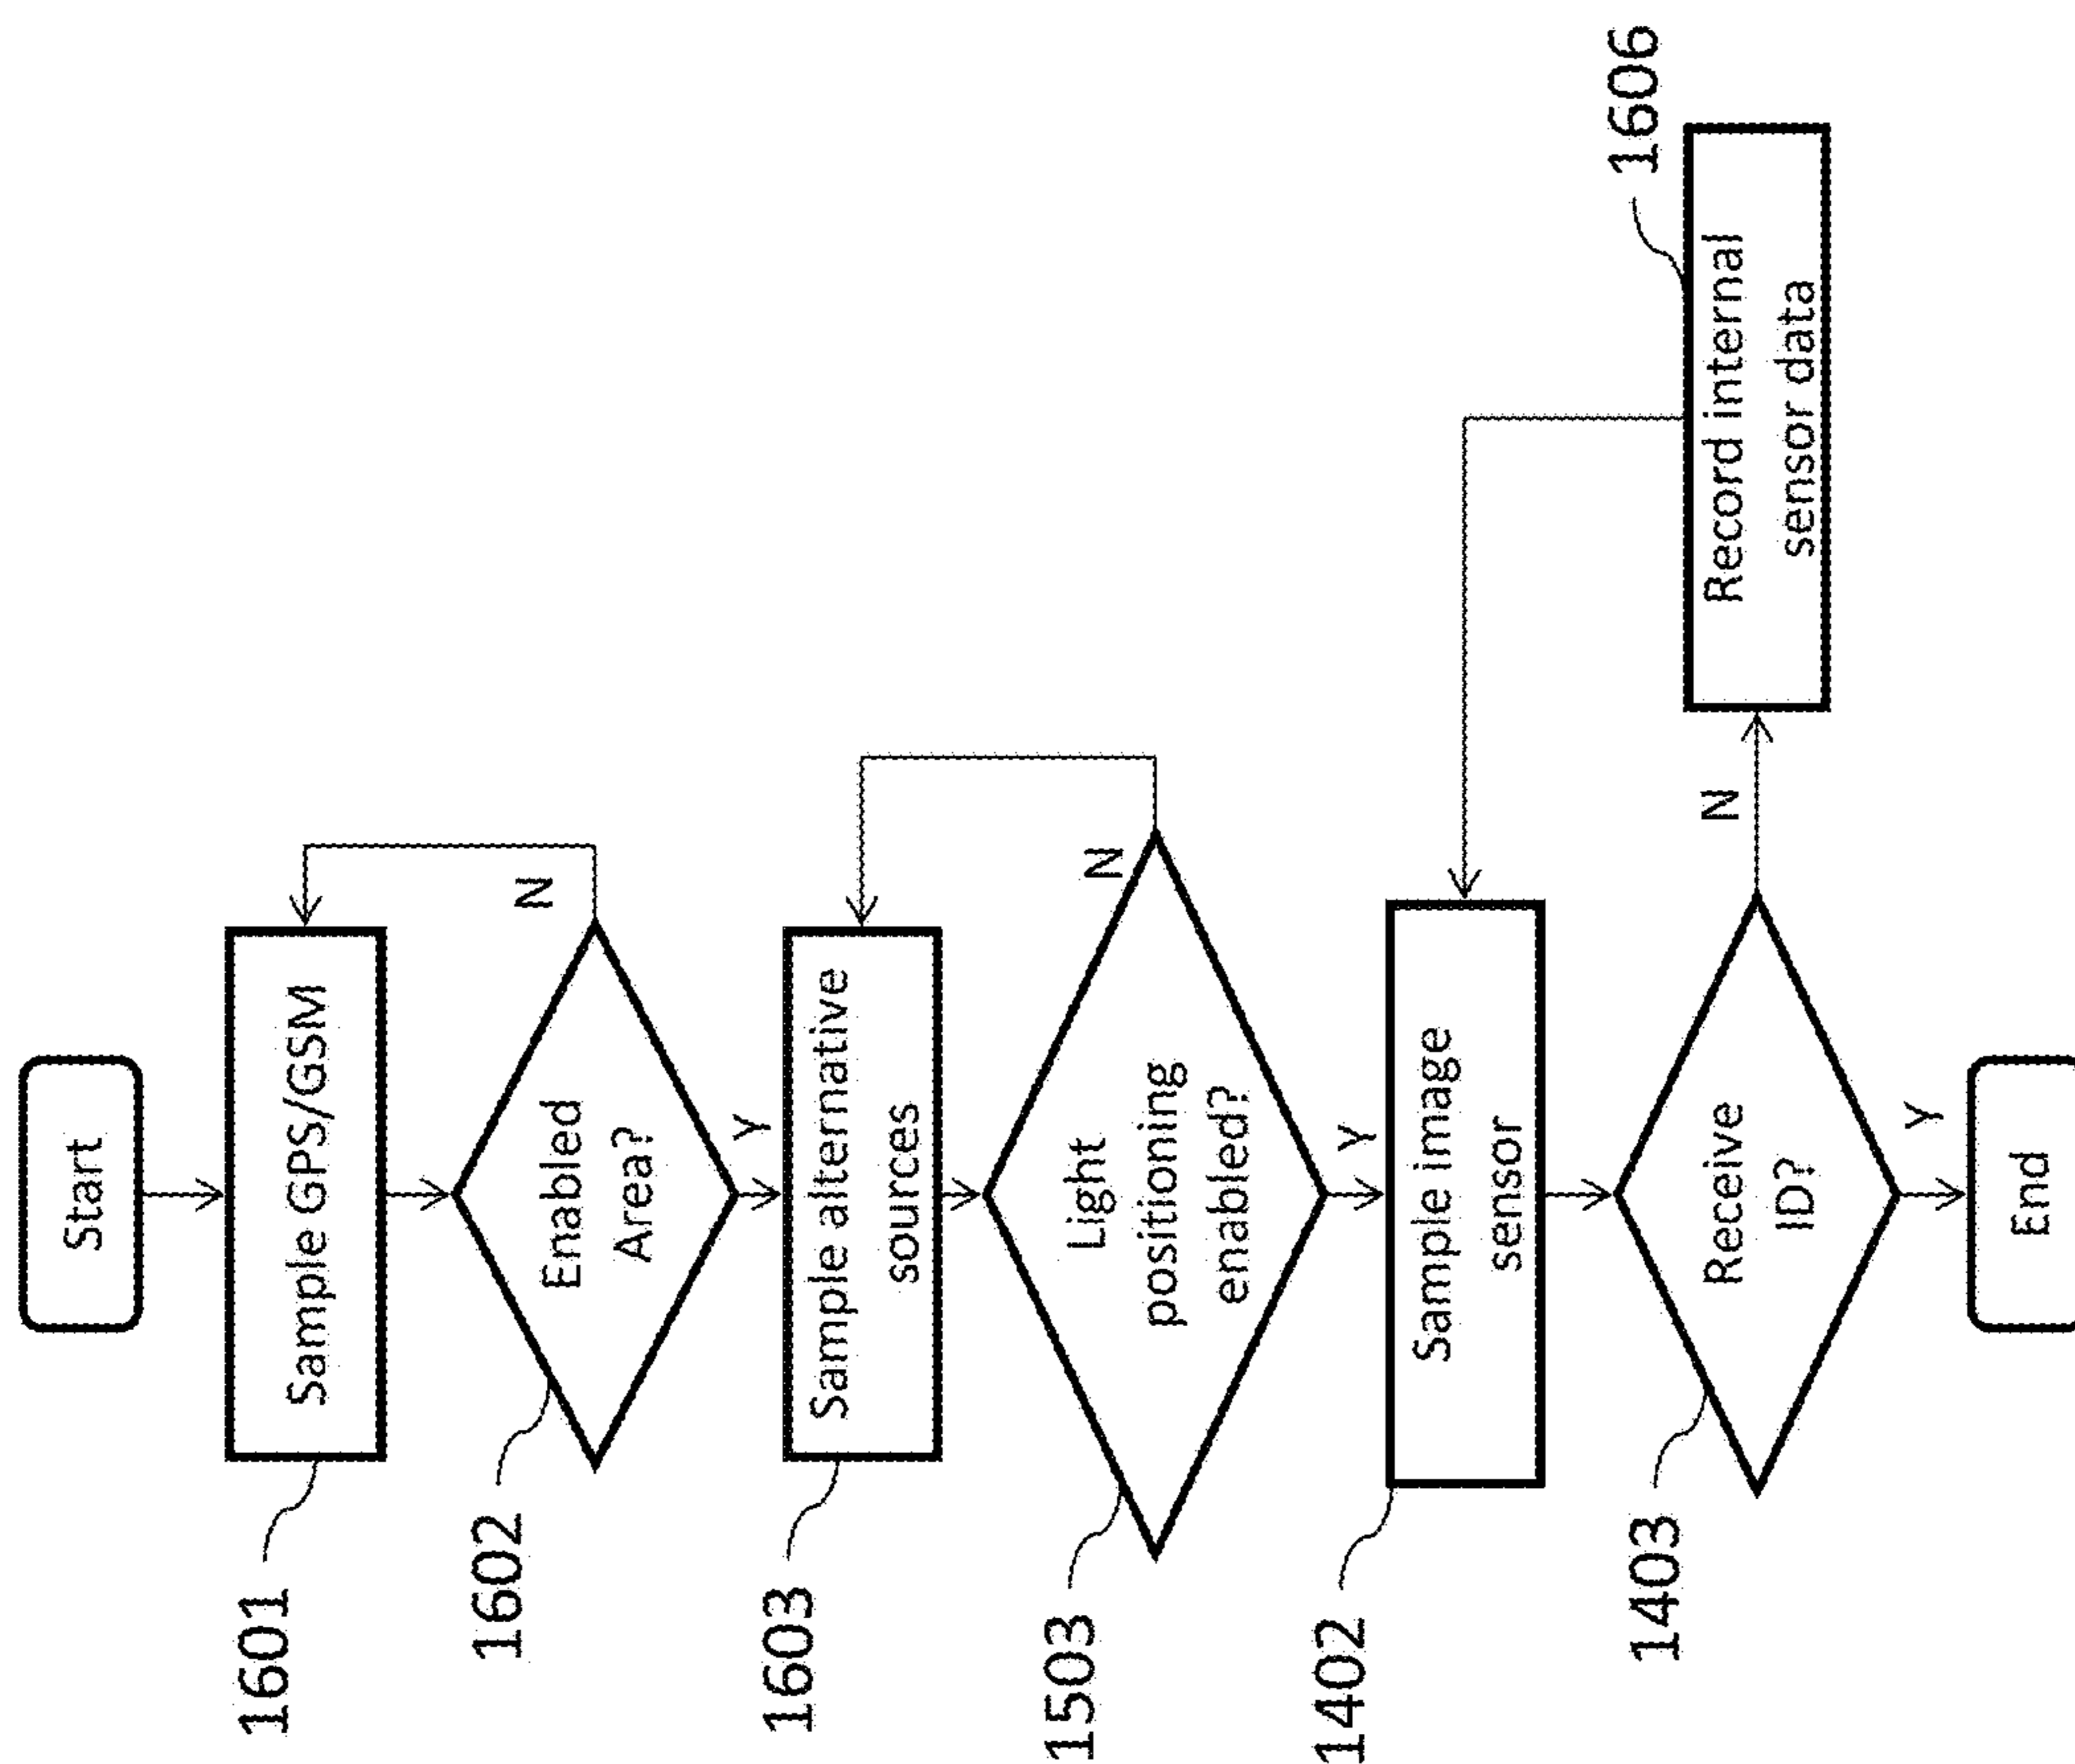 Start
1601
Sample GPS/GSM
1602
Enabled
Area?
N
Y
1603
Sample alternative
sources
1503
Light
positioning
enabled?
N
Y
1402
Sample image
sensor
1403
Receive
ID?
N
Y
1606
Record internal
sensor data
End